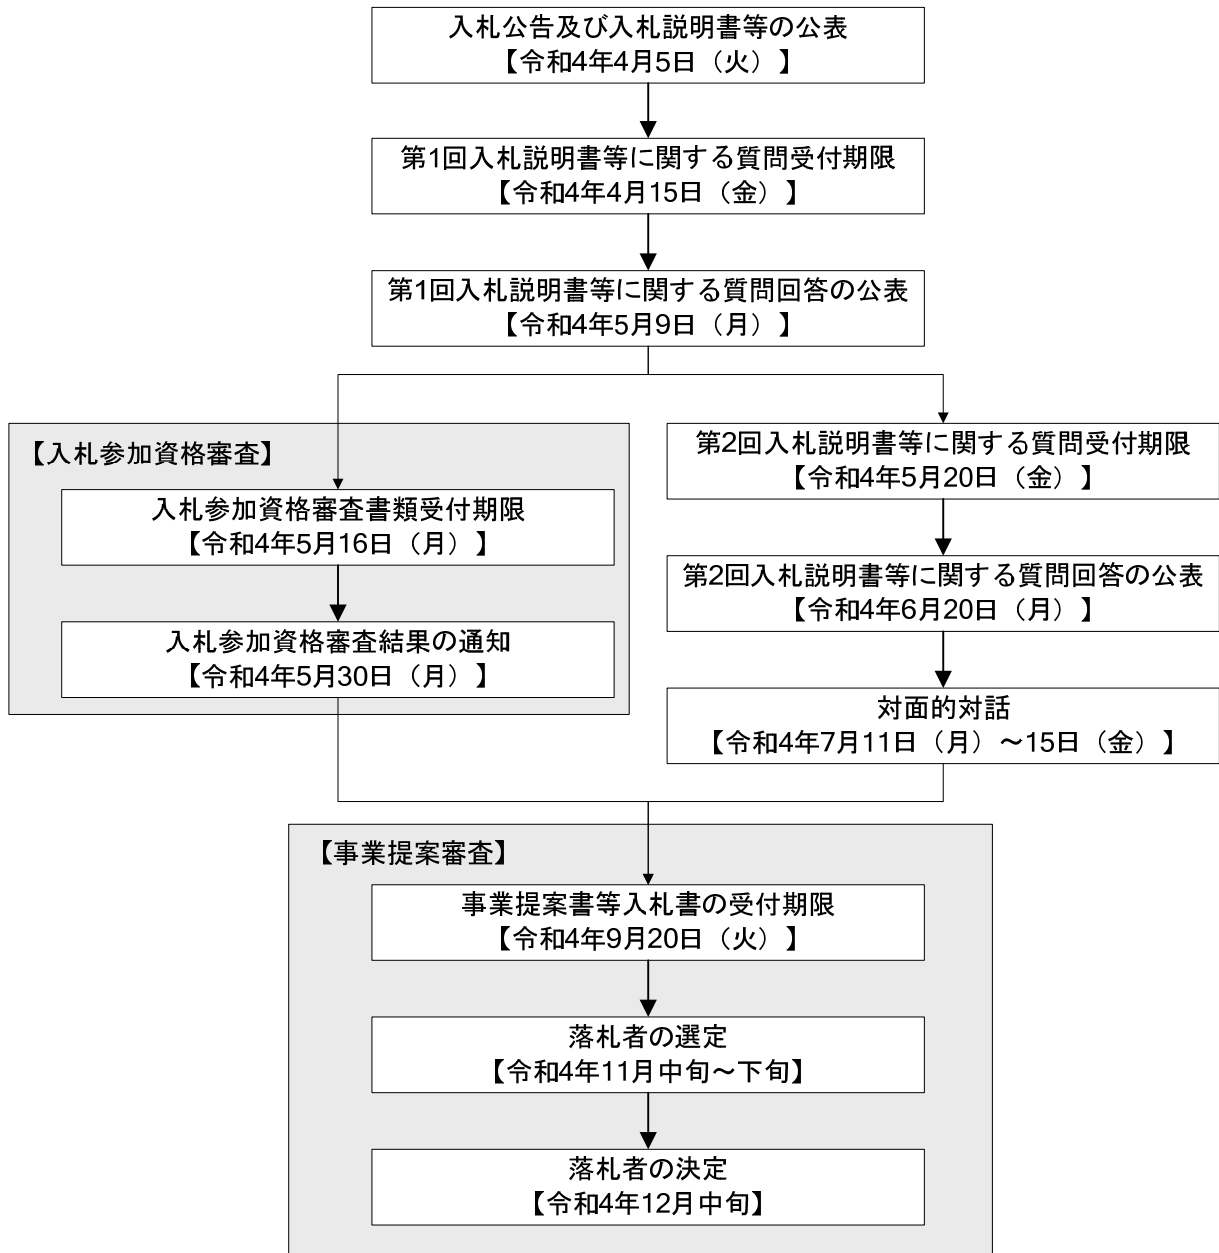 入札公告及び入札説明書等の公表
【令和4年4月5日（火）】
第1回入札説明書等に関する質問受付期限
【令和4年4月15日（金）】
第1回入札説明書等に関する質問回答の公表
【令和4年5月9日（月）】
【入札参加資格審査】
入札参加資格審査書類受付期限
【令和4年5月16日（月）】
入札参加資格審査結果の通知
【令和4年5月30日（月）】
第2回入札説明書等に関する質問受付期限
【令和4年5月20日（金）】
第2回入札説明書等に関する質問回答の公表
【令和4年6月20日（月）】
対面的対話
【令和4年7月11日（月）～15日（金）】
【事業提案審査】
事業提案書等入札書の受付期限
【令和4年9月20日（火）】
落札者の選定
【令和4年11月中旬～下旬】
落札者の決定
【令和4年12月中旬】